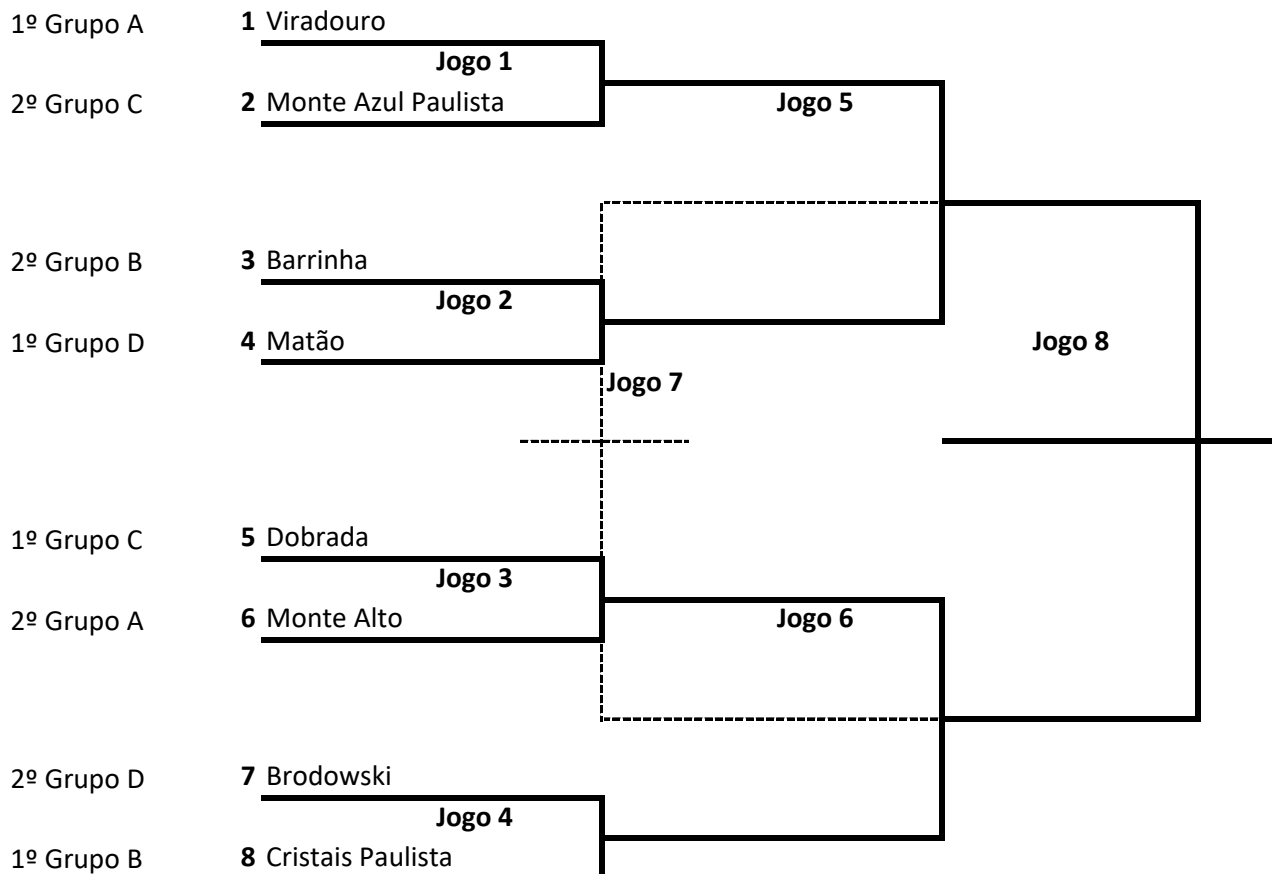 1º Grupo A 1 Viradouro
Jogo 1
2º Grupo C 2 Monte Azul Paulista Jogo 5
2º Grupo B 3 Barrinha
Jogo 2
1º Grupo D 4 Matão Jogo 8
Jogo 7
1º Grupo C 5 Dobrada
Jogo 3
2º Grupo A 6 Monte Alto Jogo 6
2º Grupo D 7 Brodowski
Jogo 4
1º Grupo B 8 Cristais Paulista